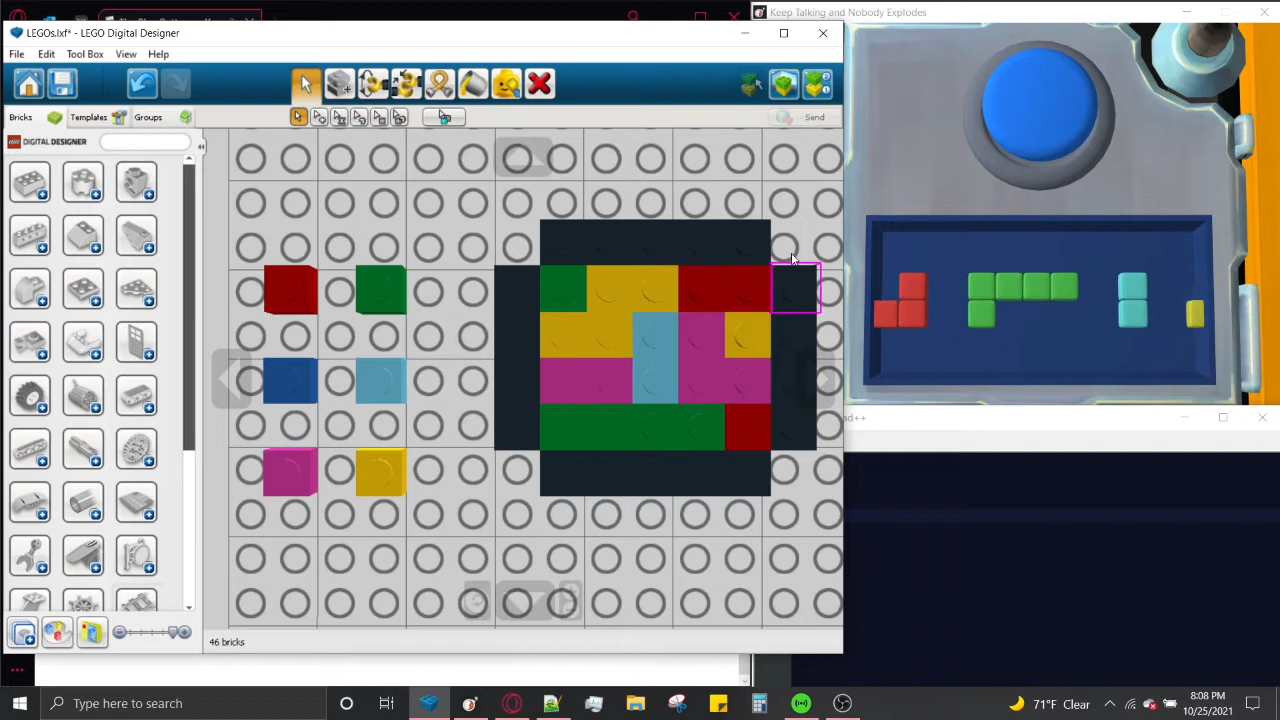 Keep Talking and Nobody Explodes
LEGOs.lxf* - LEGO Digital Designer
File Edit Tool Box View Help
Bricks Templates Groups
Send
DIGITAL DESIGNER
46 bricks
Type here to search
71°F Clear
8:08 PM
10/25/2021